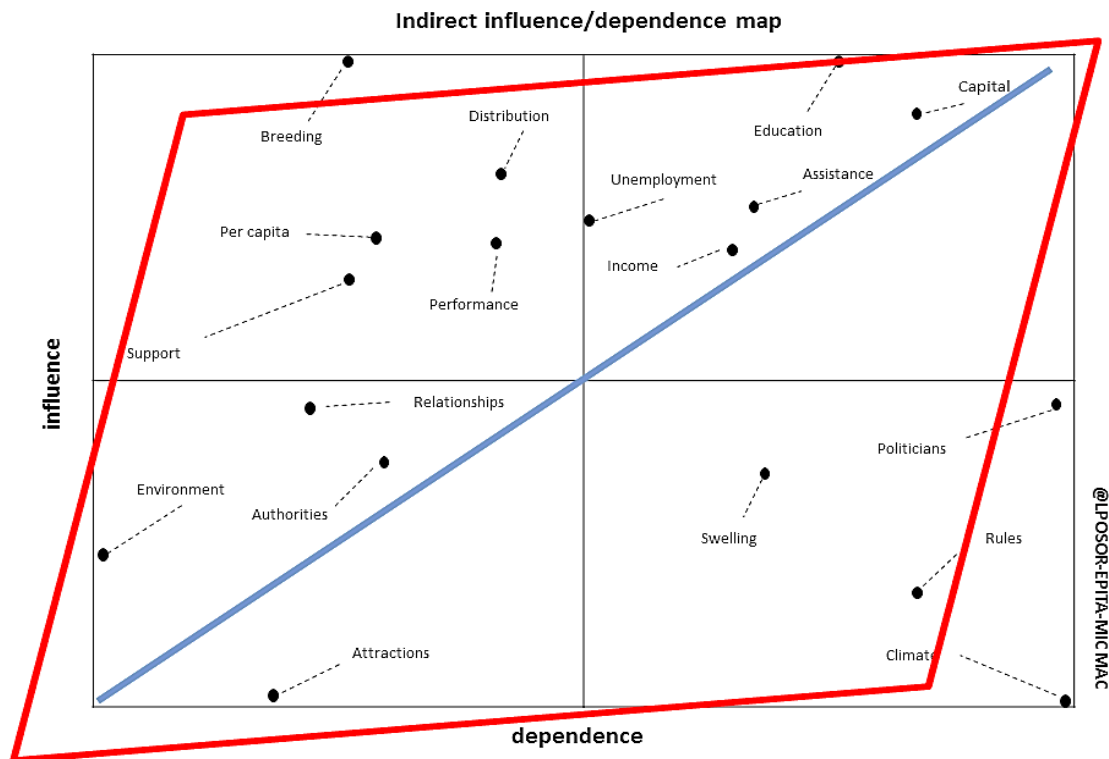 Indirect influence/dependence map
Capital
Distribution
Education
Breeding
Assistance
Unemployment
Per capita
Income
Performance
Support
influence
Relationships
Politicians
Environment
Authorities
Swelling
Rules
@LPOSOR-EPITA-MIC MAC
Attractions
Climate
dependence